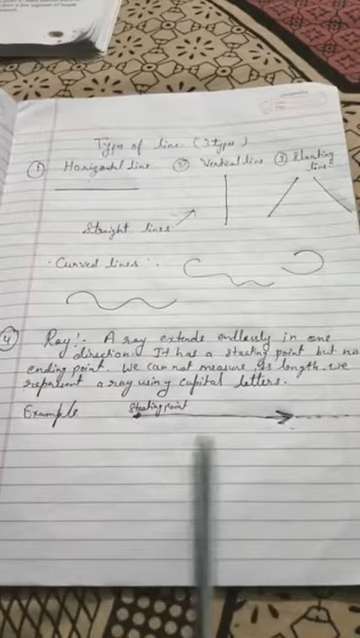 Types of line (3 types)
① Horizontal line ② Vertical line ③ Slanting
line
Straight lines
Curved lines
④ Ray! - A ray extends endlessly in one
direction. It has a starting point but no
ending point. We can not measure its length. we
represent a ray using capital letters.
Starting point
Example